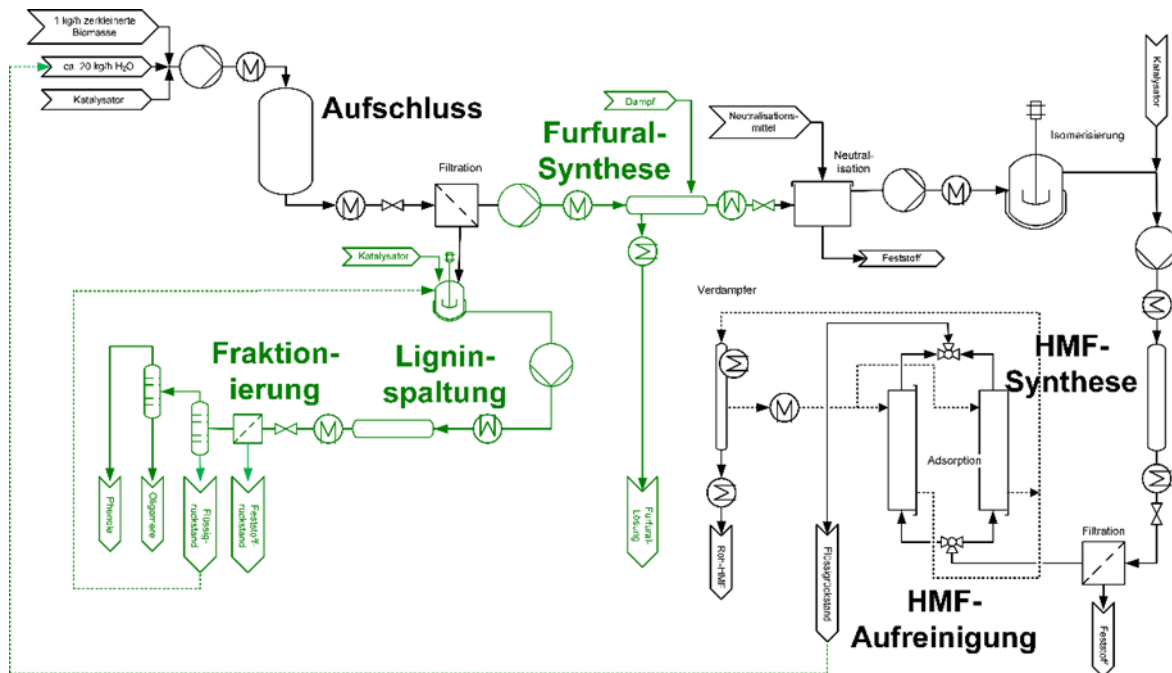 1 kg/h zerkleinerte
Biomasse
ca. 20 kg/h H₂O
Katalysator
M
Aufschluss
Dampf
Furfural-
Synthese
Neutralisations-
mittel
Neutral-
isation
Isomerisierung
Katalysator
Filtration
M
M
M
M
M
Feststoff
Katalysator
M
M
Verdampfer
Fraktion-
ierung
Lignin-
spaltung
HMF-
Synthese
M
M
M
M
Adsorption
M
M
Filtration
Phenole
Oligomere
Flüssig-
rückstand
Feststoff-
rückstand
Furfural-
Lösung
Roh-HMF
Flüssigrückstand
HMF-
Aufreinigung
Feststoff